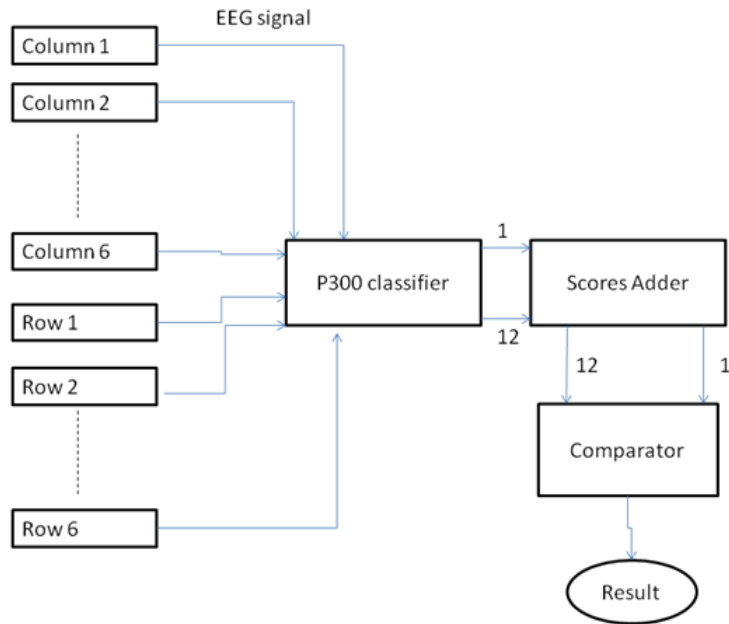 EEG signal
Column 1
Column 2
Column 6
Row 1
Row 2
Row 6
P300 classifier
1
12
Scores Adder
12
1
Comparator
Result